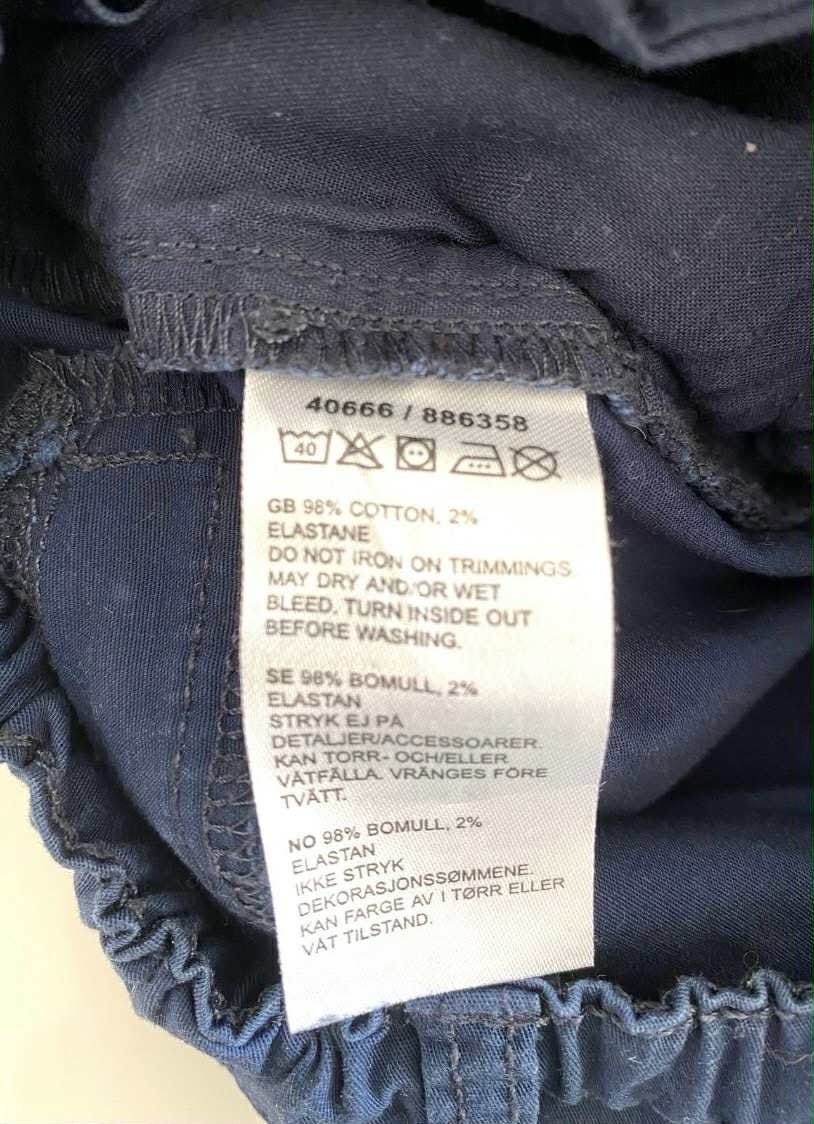 40666 / 886358
40
GB 98% COTTON, 2%
ELASTANE
DO NOT IRON ON TRIMMINGS
MAY DRY AND/OR WET
BLEED. TURN INSIDE OUT
BEFORE WASHING.
SE 98% BOMULL, 2%
ELASTAN
STRYK EJ PÅ
DETALJER/ACCESSOARER.
KAN TORR- OCH/ELLER
VÅTFÄLLA. VRÄNGES FÖRE
TVÄTT.
NO 98% BOMULL, 2%
ELASTAN
IKKE STRYK
DEKORASJONSSØMMENE.
KAN FARGE AV I TØRR ELLER
VÅT TILSTAND.